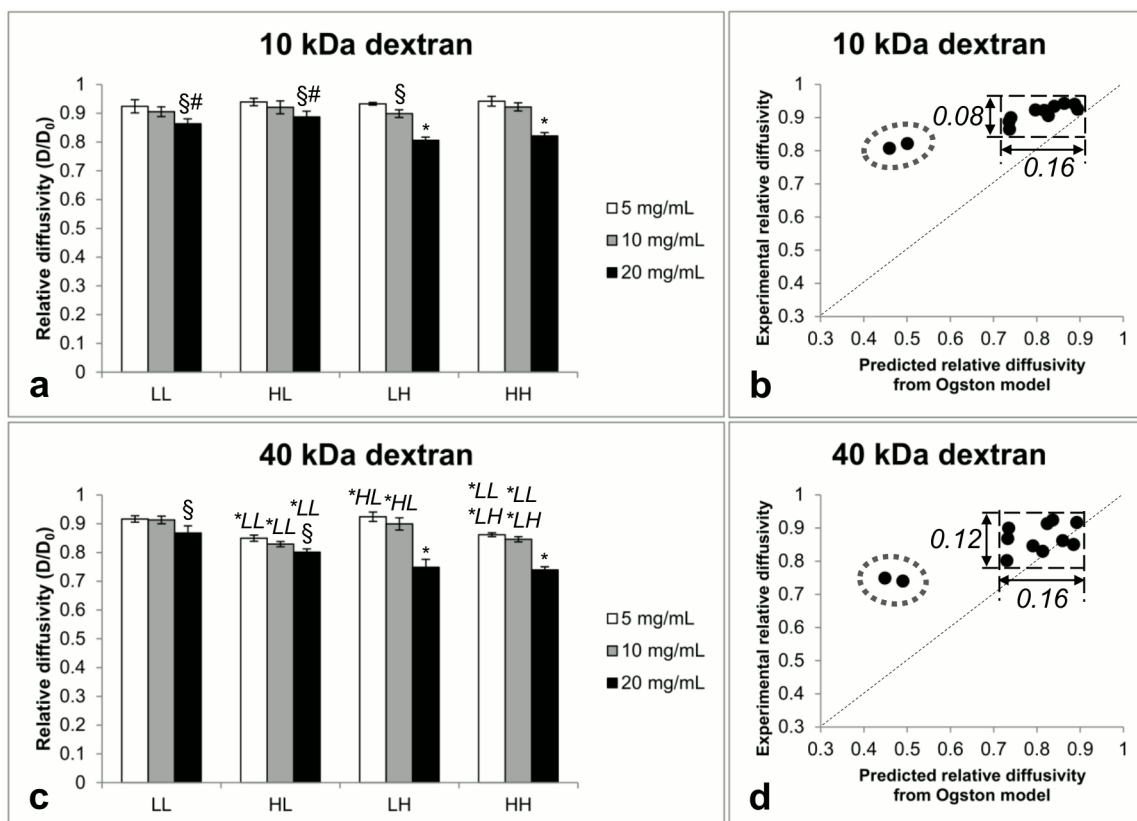 10 kDa dextran
Relative diffusivity (D/D0)
1
0.9
0.8
0.7
0.6
0.5
0.4
0.3
0.2
0.1
0
§#
§#
§
*
*
LL
HL
LH
HH
5 mg/mL
10 mg/mL
20 mg/mL
a
10 kDa dextran
Experimental relative diffusivity
1
0.9
0.8
0.7
0.6
0.5
0.4
0.3
0.08
0.16
0.3
0.4
0.5
0.6
0.7
0.8
0.9
1
Predicted relative diffusivity
from Ogston model
b
40 kDa dextran
Relative diffusivity (D/D0)
1
0.9
0.8
0.7
0.6
0.5
0.4
0.3
0.2
0.1
0
§
*LL
*LL
*LL
§
*HL
*HL
*
*LL *LL
*LH *LH
*
LL
HL
LH
HH
5 mg/mL
10 mg/mL
20 mg/mL
c
40 kDa dextran
Experimental relative diffusivity
1
0.9
0.8
0.7
0.6
0.5
0.4
0.3
0.12
0.16
0.3
0.4
0.5
0.6
0.7
0.8
0.9
1
Predicted relative diffusivity
from Ogston model
d